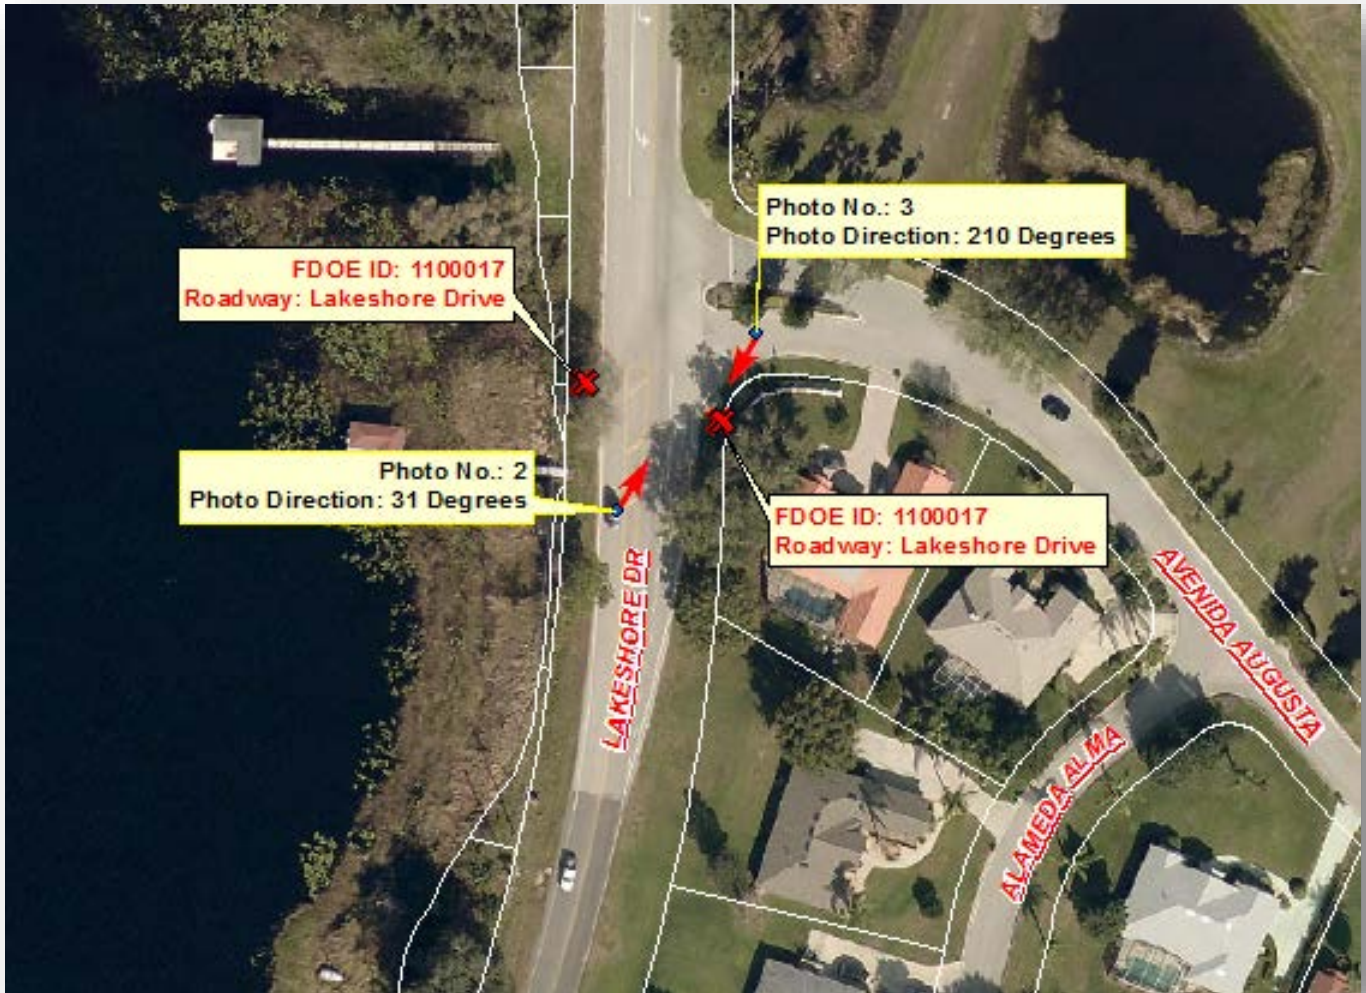 Photo No.: 3
Photo Direction: 210 Degrees
FDOE ID: 1100017
Roadway: Lakeshore Drive
Photo No.: 2
Photo Direction: 31 Degrees
FDOE ID: 1100017
Roadway: Lakeshore Drive
LAKESHORE DR
AVENIDA AUGUSTA
ALAMEDA ALMA